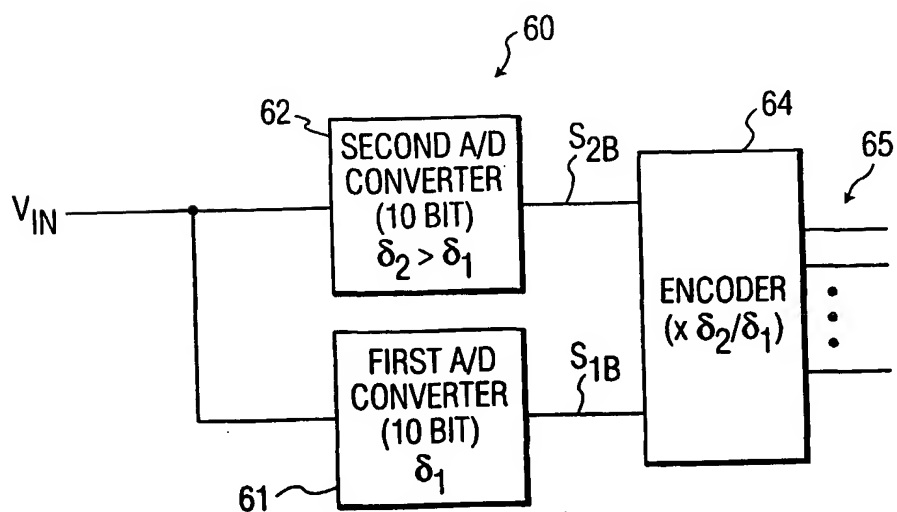 60
62
SECOND A/D
CONVERTER
(10 BIT)
δ2 > δ1
S2B
64
65
VIN
ENCODER
(x δ2/δ1)
FIRST A/D
CONVERTER
(10 BIT)
δ1
S1B
61